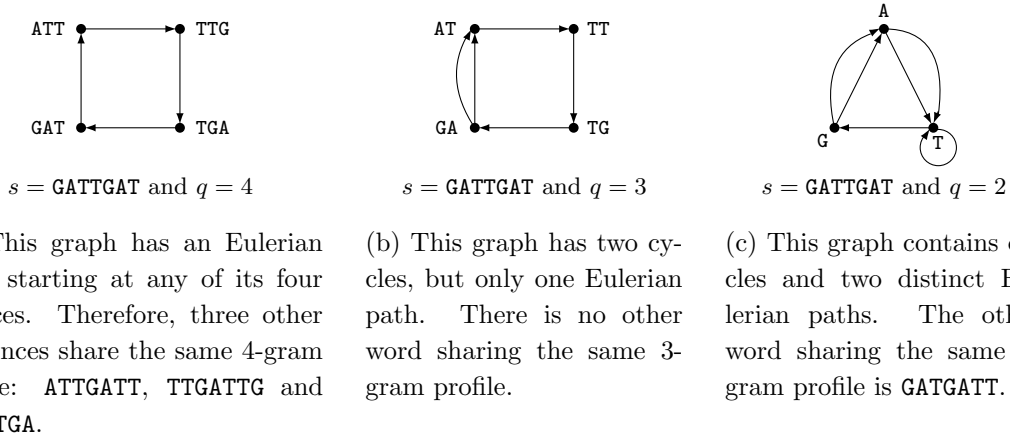 ATT TTG AT TT A
GAT TGA GA TG G T
s = GATTGAT and q = 4
s = GATTGAT and q = 3
s = GATTGAT and q = 2
This graph has an Eulerian
starting at any of its four
Therefore, three other
share the same 4-gram
ATTGATT, TTGATTG and
(b) This graph has two cy-
cles, but only one Eulerian
path. There is no other
word sharing the same 3-
gram profile.
(c) This graph contains
cles and two distinct
lerian paths. The
word sharing the same
gram profile is GATGATT.